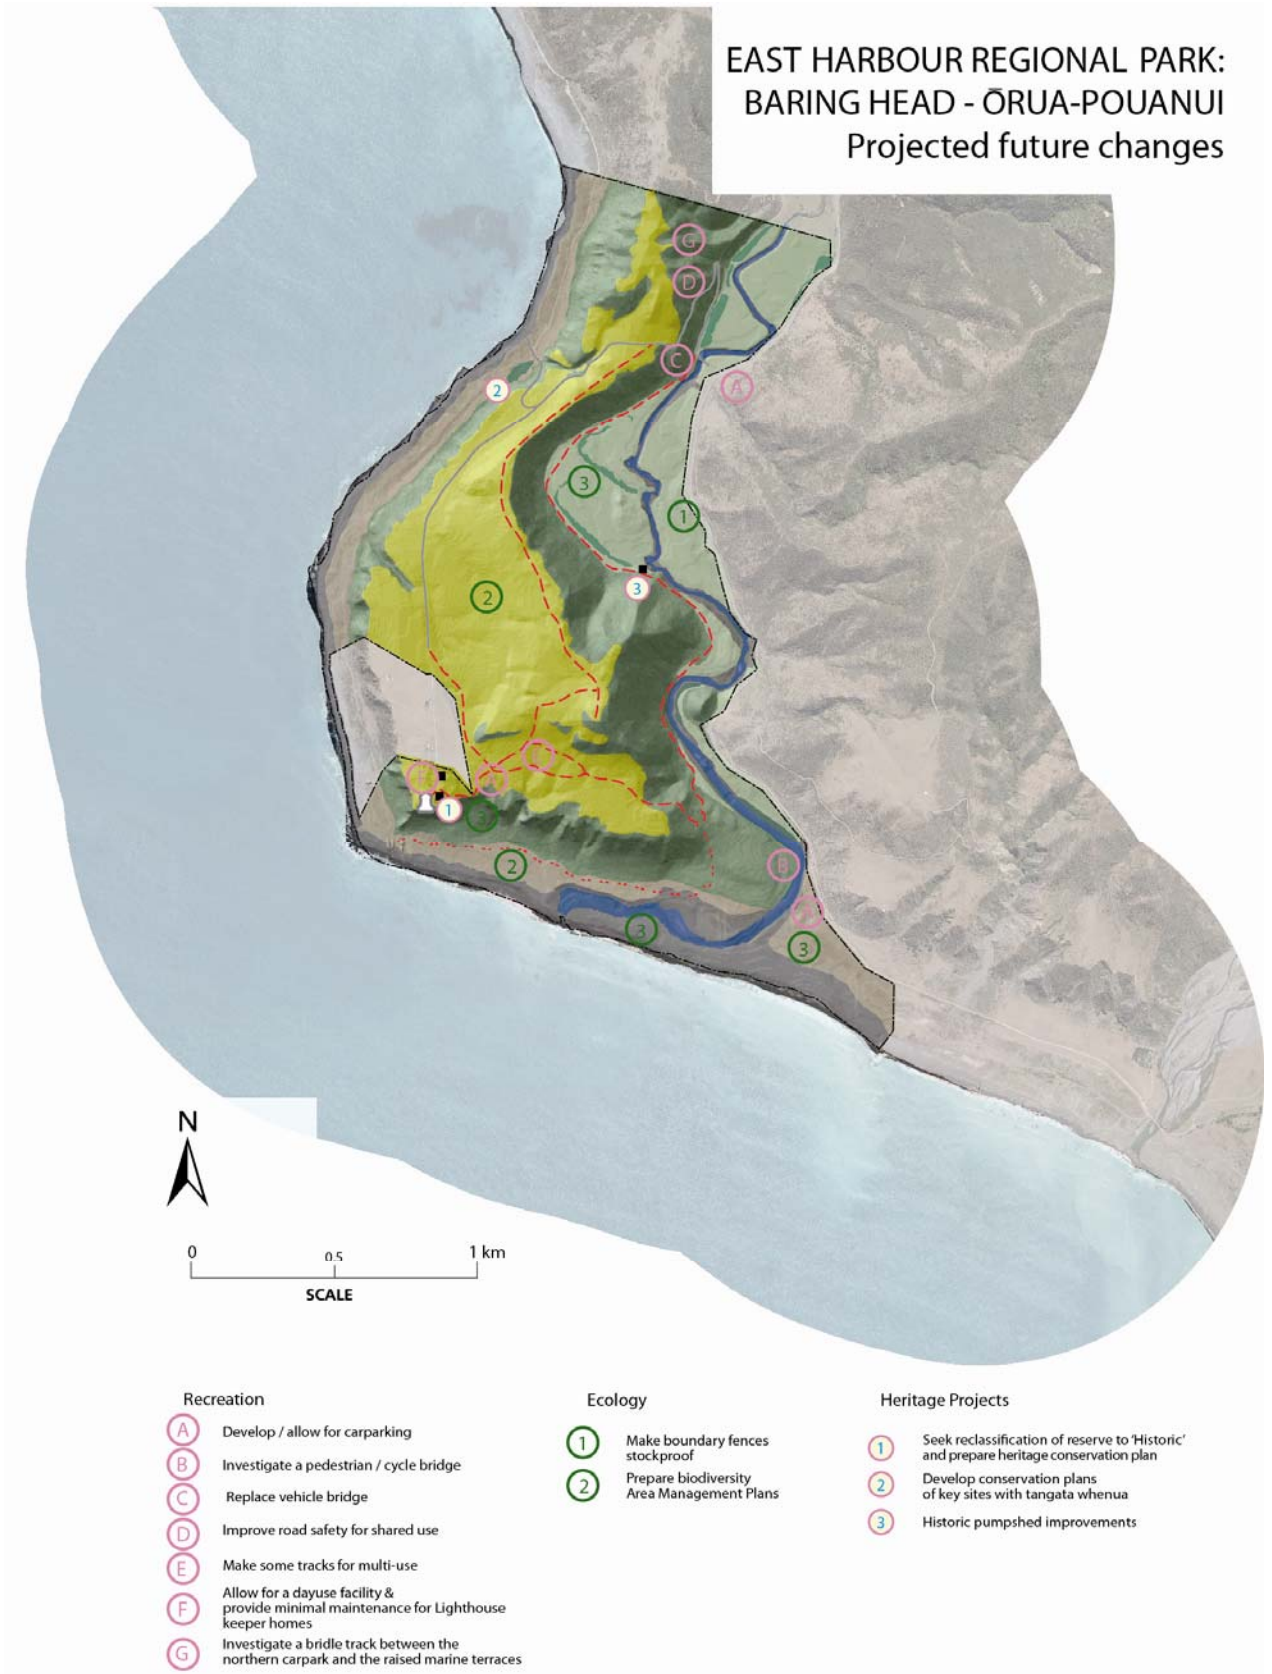 EAST HARBOUR REGIONAL PARK:
BARING HEAD - ŌRUA-POUANUI
Projected future changes
G
D
C
A
2
3
1
2
3
1
3
2
B
3
3
N
0
0.5
1 km
SCALE
Recreation
A
Develop / allow for carparking
B
Investigate a pedestrian / cycle bridge
C
Replace vehicle bridge
D
Improve road safety for shared use
E
Make some tracks for multi-use
F
Allow for a dayuse facility &
provide minimal maintenance for Lighthouse
keeper homes
G
Investigate a bridle track between the
northern carpark and the raised marine terraces
Ecology
1
Make boundary fences
stockproof
2
Prepare biodiversity
Area Management Plans
Heritage Projects
1
Seek reclassification of reserve to 'Historic'
and prepare heritage conservation plan
2
Develop conservation plans
of key sites with tangata whenua
3
Historic pumpshed improvements